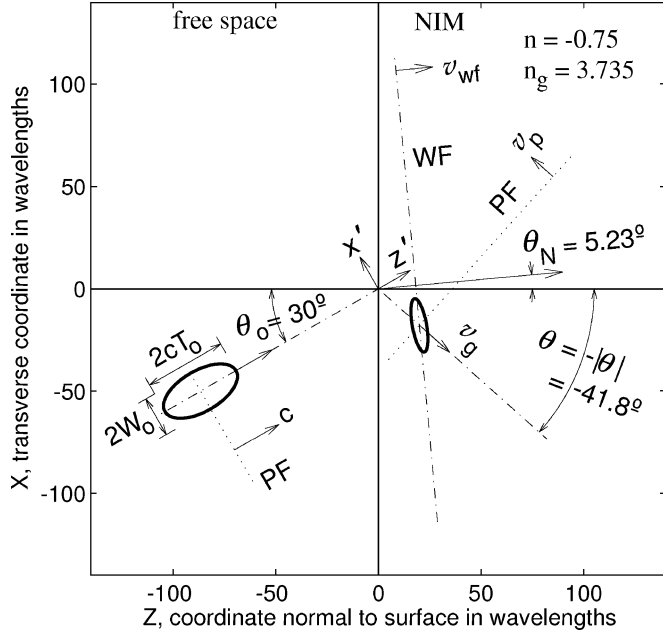 free space
NIM
n = -0.75
n_g = 3.735
v_wf
v_p
WF
PF
θ_N = 5.23º
x'
z'
θ_o = 30º
2cT_o
v_g
θ = -|θ|
= -41.8º
2W_o
c
PF
100
50
0
-50
-100
-100
-50
0
50
100
X, transverse coordinate in wavelengths
Z, coordinate normal to surface in wavelengths